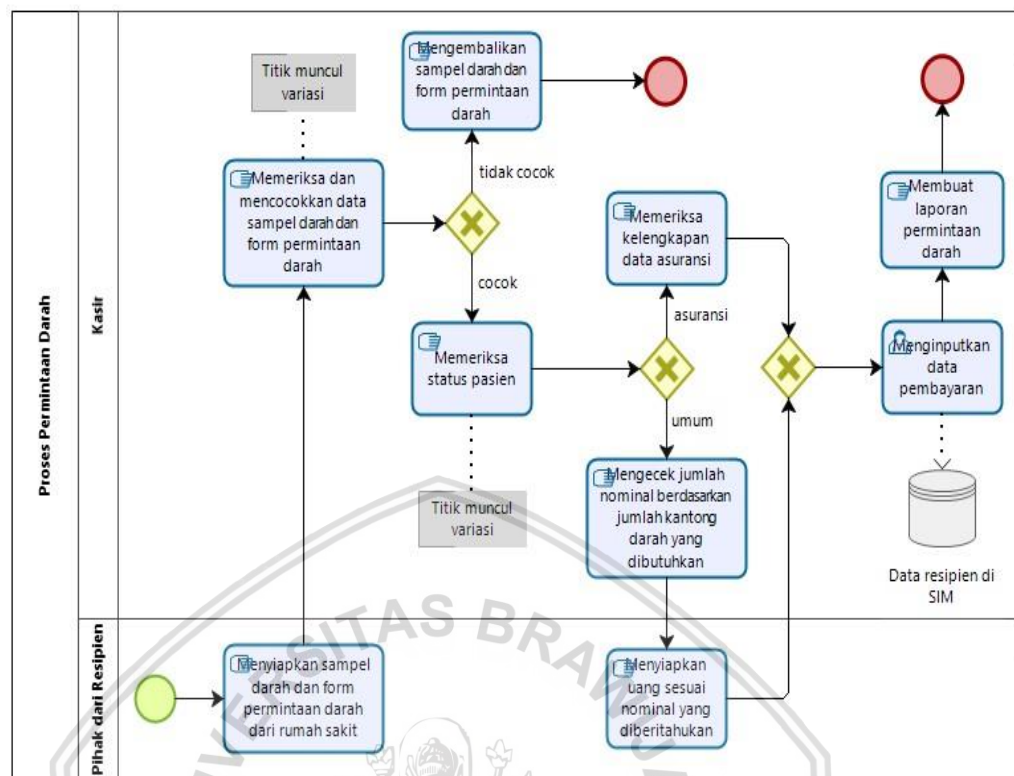 Proses Permintaan Darah
Kasir
Titik muncul
variasi
Mengembalikan
sampel darah dan
form permintaan
darah
Memeriksa dan
mencocokkan data
sampel darah dan
form permintaan
darah
tidak cocok
cocok
Memeriksa
status pasien
Titik muncul
variasi
Memeriksa
kelengkapan
data asuransi
asuransi
umum
Mengecek jumlah
nominal berdasarkan
jumlah kantong
darah yang
dibutuhkan
Membuat
laporan
permintaan
darah
Menginputkan
data
pembayaran
Data resipien di
SIM
Pihak dari Resipien
Menyiapkan sampel
darah dan form
permintaan darah
dari rumah sakit
Menyiapkan
uang sesuai
nominal yang
diberitahukan
UNIVERSITAS BRAWIJA